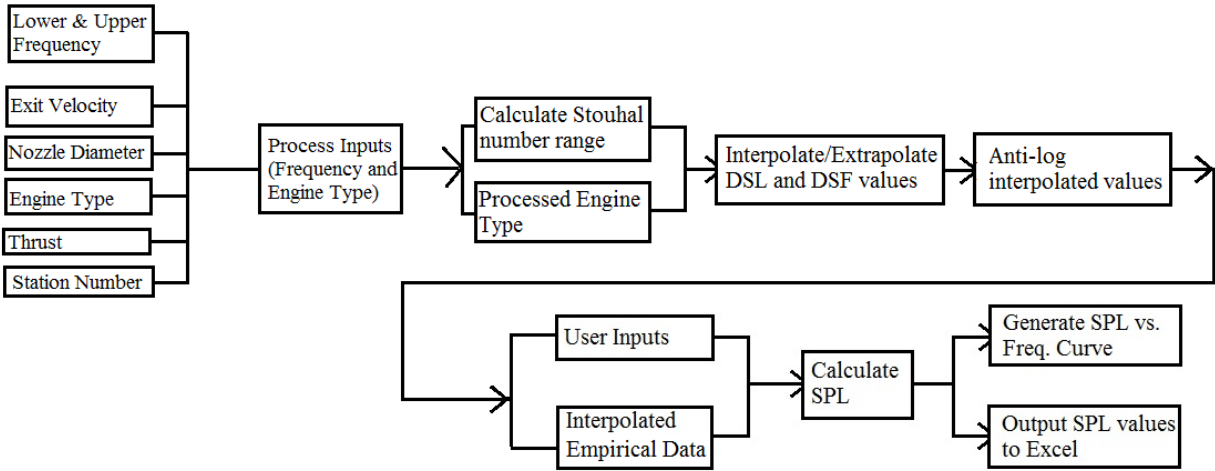 Lower & Upper
Frequency
Exit Velocity
Nozzle Diameter
Engine Type
Thrust
Station Number
Process Inputs
(Frequency and
Engine Type)
Calculate Stouhal
number range
Processed Engine
Type
Interpolate/Extrapolate
DSL and DSF values
Anti-log
interpolated values
User Inputs
Interpolated
Empirical Data
Calculate
SPL
Generate SPL vs.
Freq. Curve
Output SPL values
to Excel